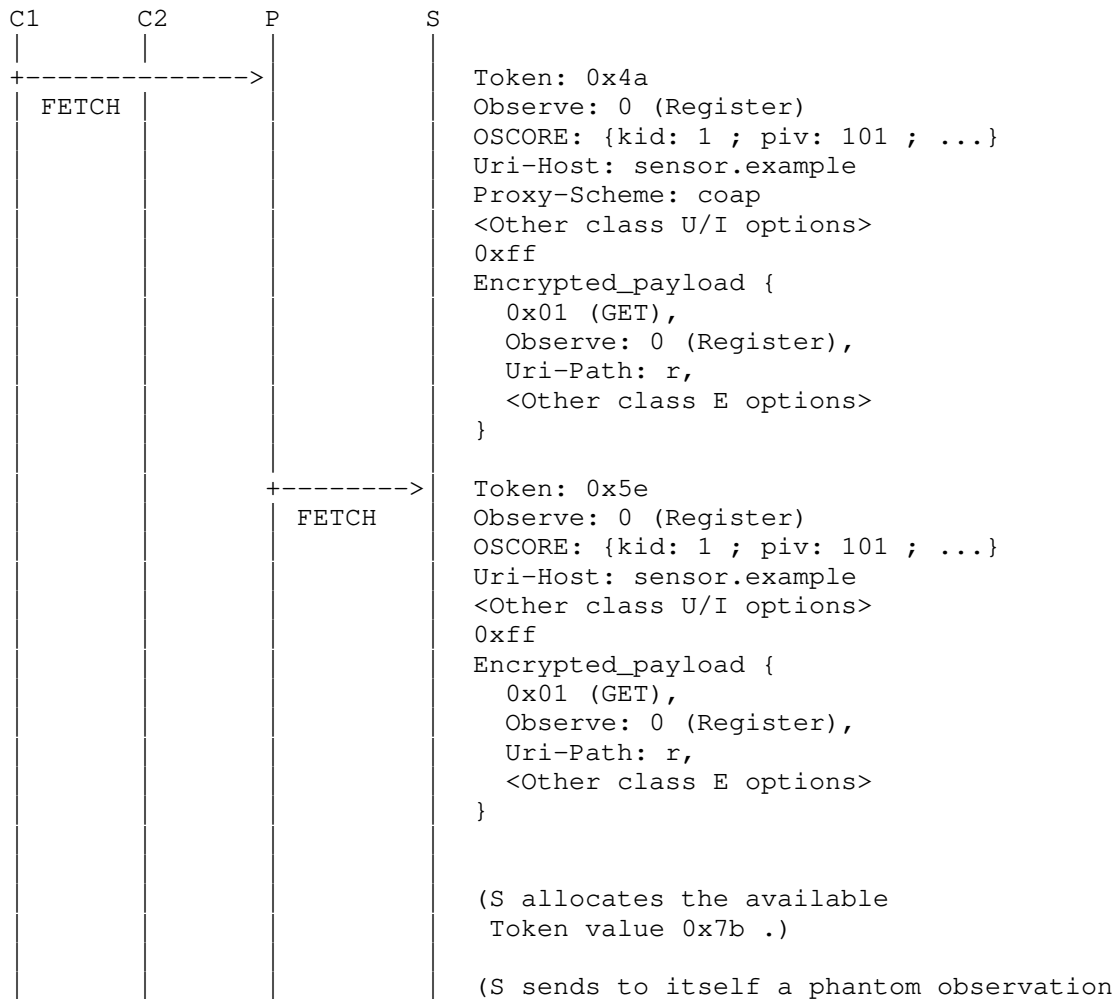 C1 C2 P S
Token: 0x4a
FETCH Observe: 0 (Register)
OSCORE: {kid: 1 ; piv: 101 ; ...}
Uri-Host: sensor.example
Proxy-Scheme: coap
<Other class U/I options>
0xff
Encrypted_payload {
0x01 (GET),
Observe: 0 (Register),
Uri-Path: r,
<Other class E options>
}
Token: 0x5e
FETCH Observe: 0 (Register)
OSCORE: {kid: 1 ; piv: 101 ; ...}
Uri-Host: sensor.example
<Other class U/I options>
0xff
Encrypted_payload {
0x01 (GET),
Observe: 0 (Register),
Uri-Path: r,
<Other class E options>
}
(S allocates the available
Token value 0x7b .)
(S sends to itself a phantom observation